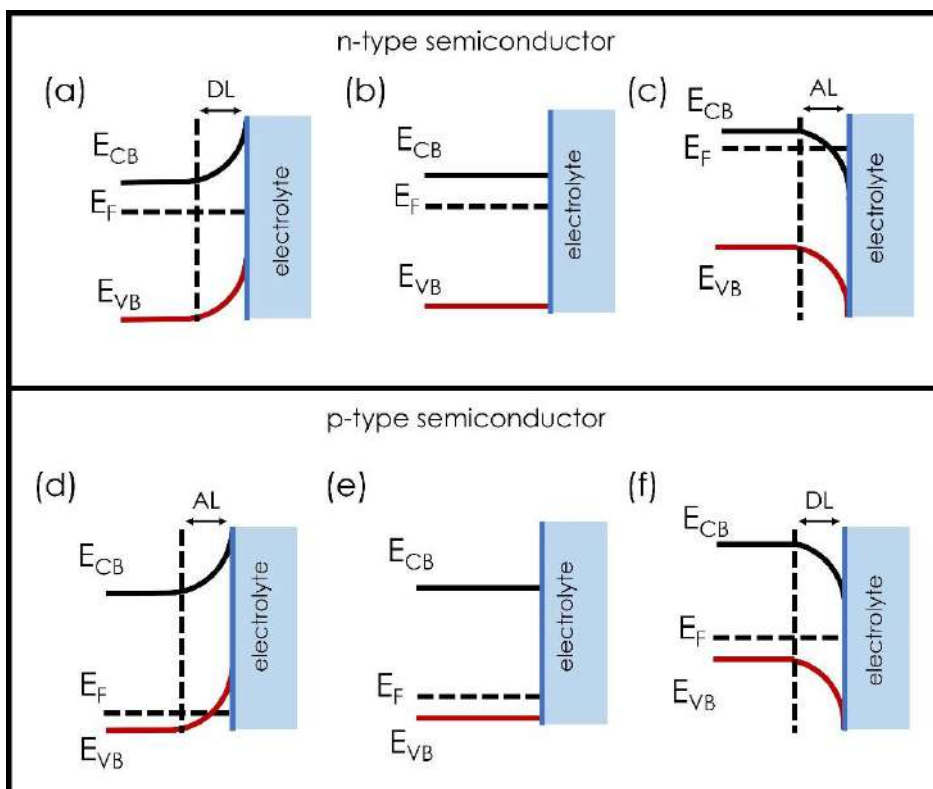 n-type semiconductor
(a)
DL
E_CB
E_F
E_VB
electrolyte
(b)
E_CB
E_F
E_VB
electrolyte
(c)
AL
E_CB
E_F
E_VB
electrolyte
p-type semiconductor
(d)
AL
E_CB
E_F
E_VB
electrolyte
(e)
E_CB
E_F
E_VB
electrolyte
(f)
DL
E_CB
E_F
E_VB
electrolyte